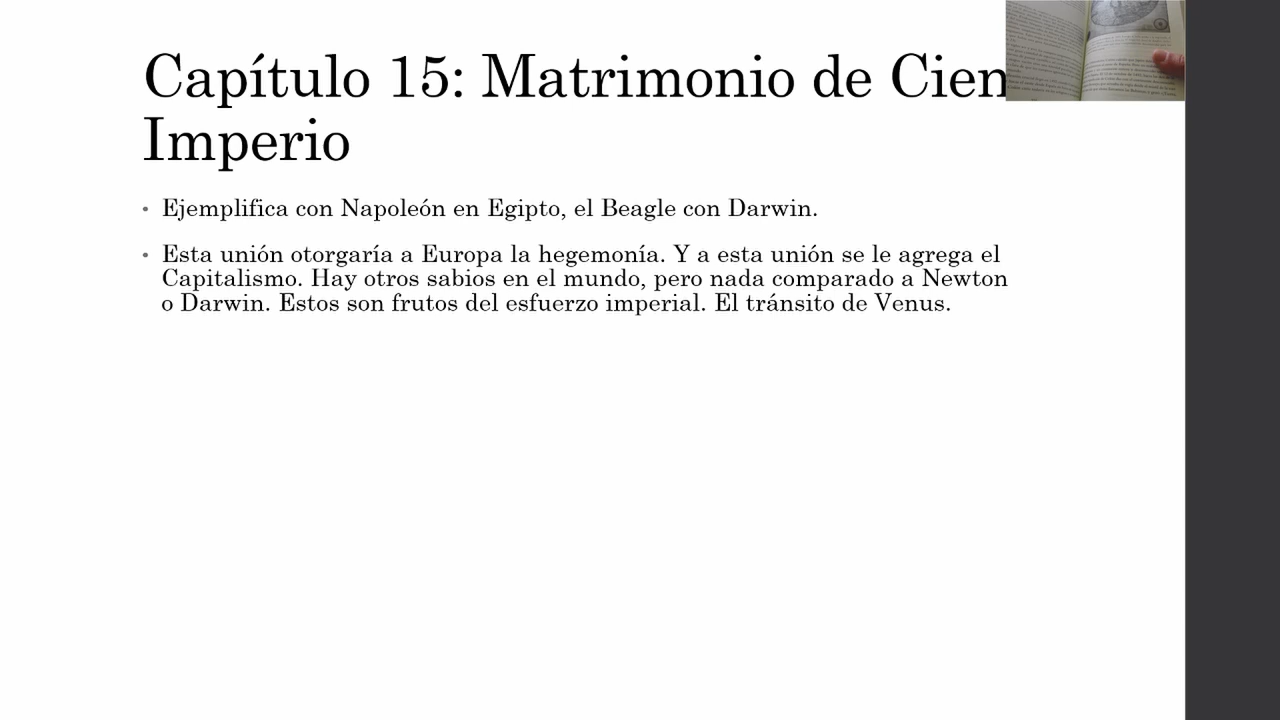 Capítulo 15: Matrimonio de Cien
Imperio
• Ejemplifica con Napoleón en Egipto, el Beagle con Darwin.
• Esta unión otorgaría a Europa la hegemonía. Y a esta unión se le agrega el
Capitalismo. Hay otros sabios en el mundo, pero nada comparado a Newton
o Darwin. Estos son frutos del esfuerzo imperial. El tránsito de Venus.